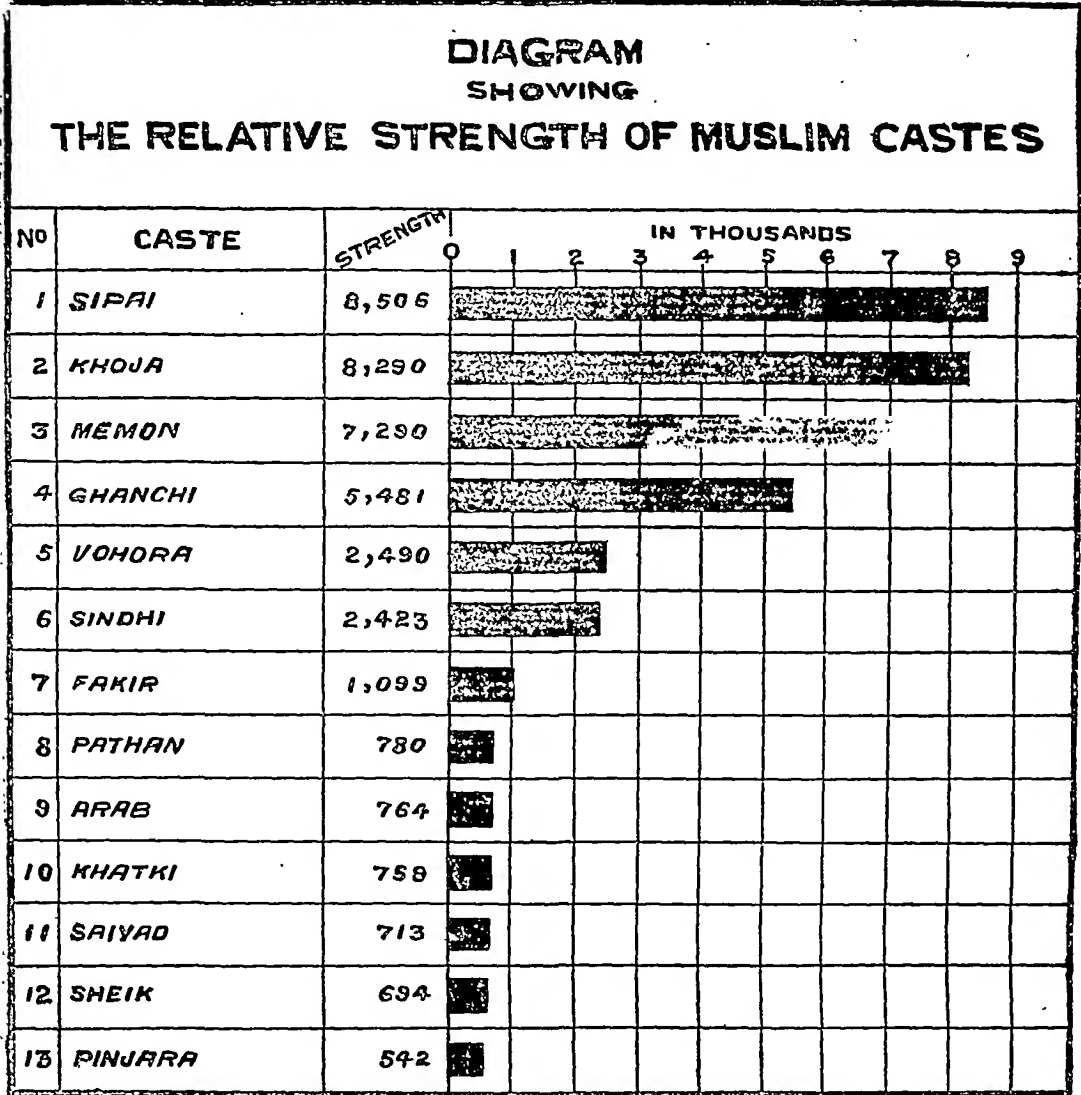 DIAGRAM
SHOWING
THE RELATIVE STRENGTH OF MUSLIM CASTES
NO CASTE STRENGTH IN THOUSANDS
0 1 2 3 4 5 6 7 8 9
1 SIPAI 8,506
2 KHOJA 8,290
3 MEMON 7,290
4 GHANCHI 5,481
5 VOHORA 2,490
6 SINDHI 2,423
7 FAKIR 1,099
8 PATHAN 780
9 ARAB 764
10 KHATKI 758
11 SAIYAD 713
12 SHEIK 694
13 PINJARA 542